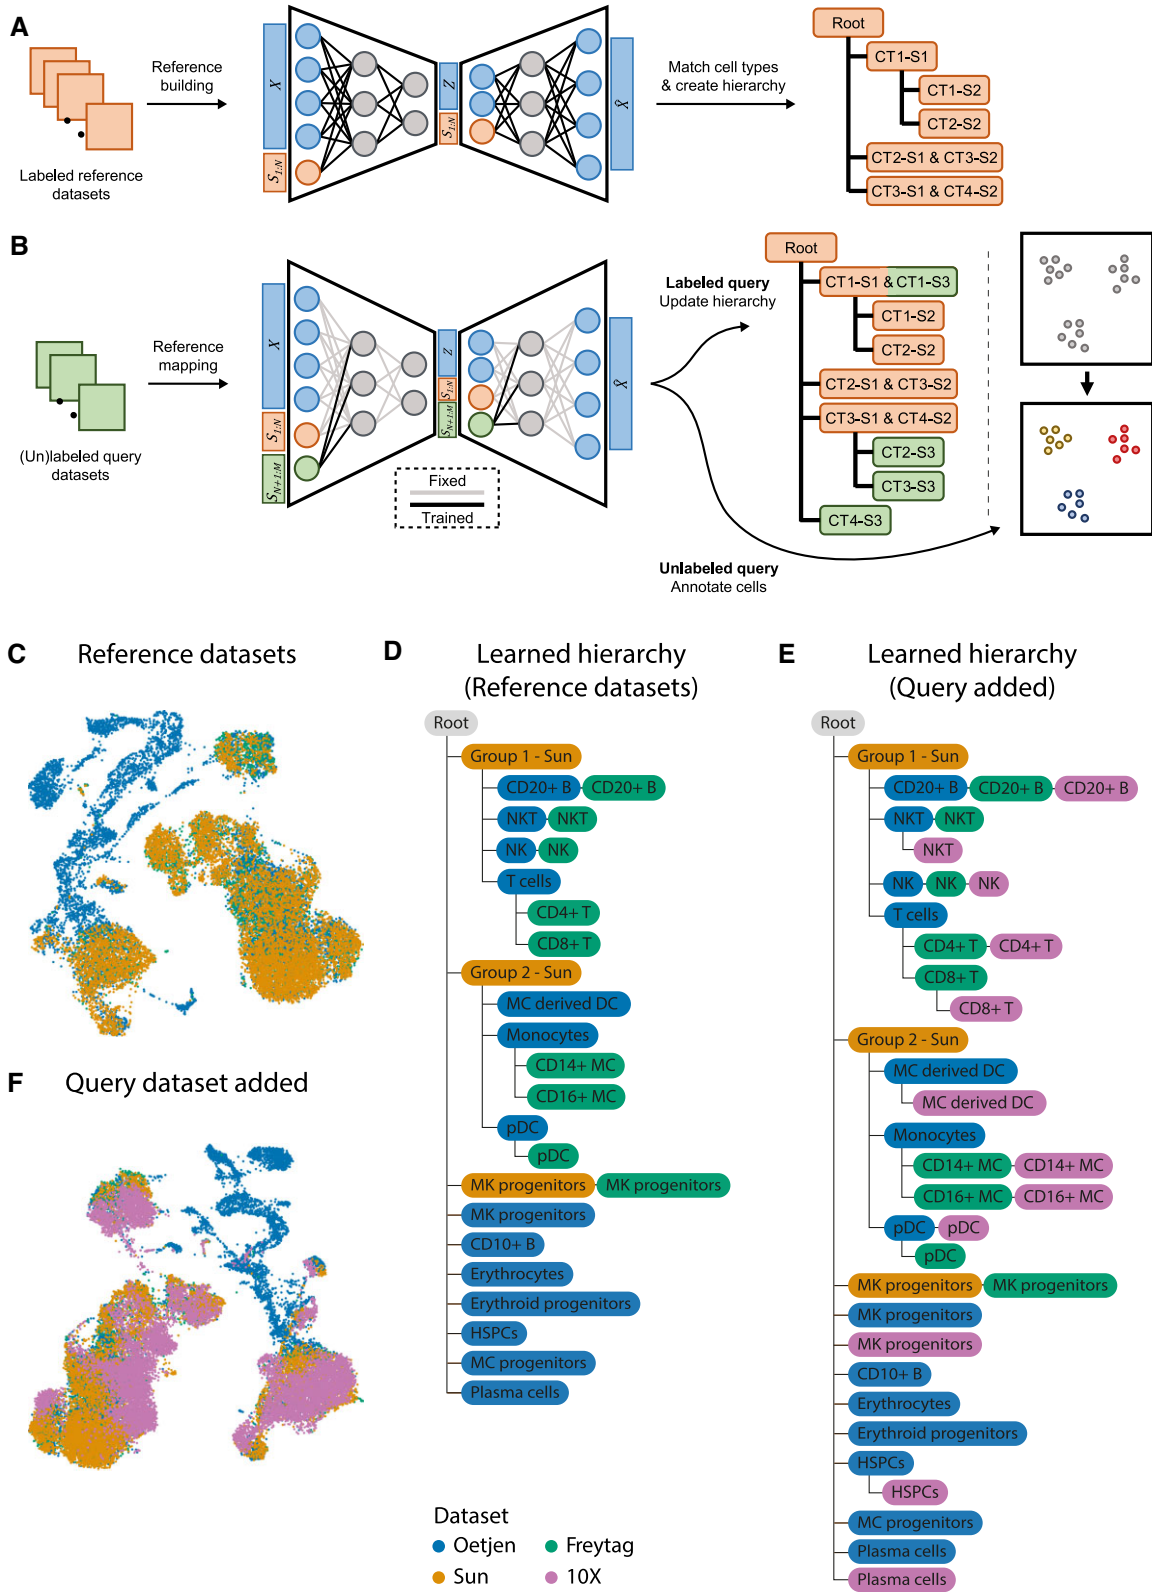 A
Labeled reference
datasets
Reference
building
X
S1:N
Z
S1:N
X̂
Match cell types
& create hierarchy
Root
CT1-S1
CT1-S2
CT2-S2
CT2-S1 & CT3-S2
CT3-S1 & CT4-S2
B
(Un)labeled query
datasets
Reference
mapping
X
S1:N
SN+1:M
Z
S1:N
SN+1:M
X̂
Fixed
Trained
Labeled query
Update hierarchy
Unlabeled query
Annotate cells
Root
CT1-S1 & CT1-S3
CT1-S2
CT2-S2
CT2-S1 & CT3-S2
CT3-S1 & CT4-S2
CT2-S3
CT3-S3
CT4-S3
C
Reference datasets
D
Learned hierarchy
(Reference datasets)
Root
Group 1 - Sun
CD20+ B CD20+ B
NKT NKT
NK NK
T cells
CD4+ T
CD8+ T
Group 2 - Sun
MC derived DC
Monocytes
CD14+ MC
CD16+ MC
pDC
pDC
MK progenitors MK progenitors
MK progenitors
CD10+ B
Erythrocytes
Erythroid progenitors
HSPCs
MC progenitors
Plasma cells
E
Learned hierarchy
(Query added)
Root
Group 1 - Sun
CD20+ B CD20+ B CD20+ B
NKT NKT
NKT
NK NK NK
T cells
CD4+ T CD4+ T
CD8+ T
CD8+ T
Group 2 - Sun
MC derived DC
MC derived DC
Monocytes
CD14+ MC CD14+ MC
CD16+ MC CD16+ MC
pDC pDC
pDC
MK progenitors MK progenitors
MK progenitors
MK progenitors
CD10+ B
Erythrocytes
Erythroid progenitors
HSPCs
HSPCs
MC progenitors
Plasma cells
Plasma cells
F
Query dataset added
Dataset
Oetjen Freytag
Sun 10X